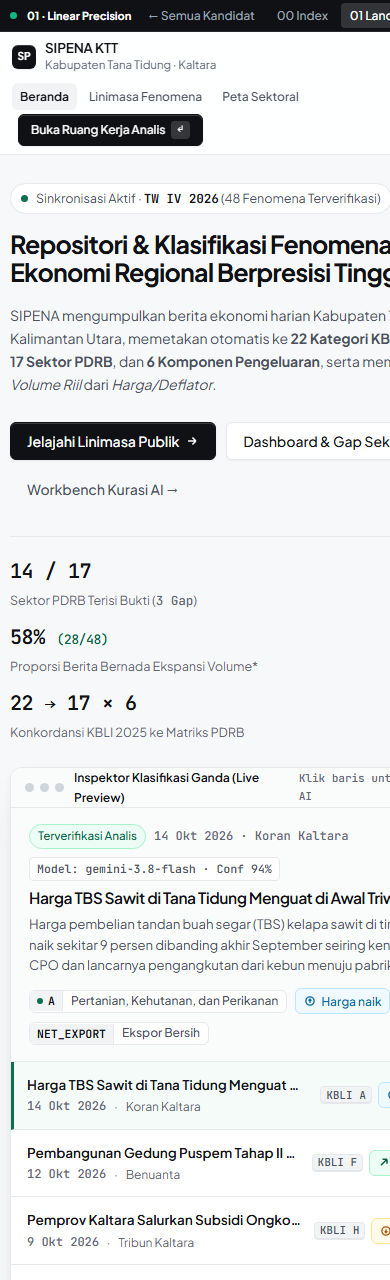 01 · Linear Precision ← Semua Kandidat 00 Index 01 Land
SP SIPENA KTT
Kabupaten Tana Tidung · Kaltara
Beranda Linimasa Fenomena Peta Sektoral
Buka Ruang Kerja Analis ↵
Sinkronisasi Aktif · TW IV 2026 (48 Fenomena Terverifikasi)
Repositori & Klasifikasi Fenomena
Ekonomi Regional Berpresisi Tingg
SIPENA mengumpulkan berita ekonomi harian Kabupaten
Kalimantan Utara, memetakan otomatis ke 22 Kategori KB
17 Sektor PDRB, dan 6 Komponen Pengeluaran, serta mem
Volume Riil dari Harga/Deflator.
Jelajahi Linimasa Publik → Dashboard & Gap Sek
Workbench Kurasi AI →
14 / 17
Sektor PDRB Terisi Bukti (3 Gap)
58% (28/48)
Proporsi Berita Bernada Ekspansi Volume*
22 → 17 × 6
Konkordansi KBLI 2025 ke Matriks PDRB
Inspektor Klasifikasi Ganda (Live Klik baris unt
Preview) AI
Terverifikasi Analis 14 Okt 2026 · Koran Kaltara
Model: gemini-3.8-flash · Conf 94%
Harga TBS Sawit di Tana Tidung Menguat di Awal Triw
Harga pembelian tandan buah segar (TBS) kelapa sawit di tin
naik sekitar 9 persen dibanding akhir September seiring ken
CPO dan lancarnya pengangkutan dari kebun menuju pabrik
A Pertanian, Kehutanan, dan Perikanan Harga naik
NET_EXPORT Ekspor Bersih
Harga TBS Sawit di Tana Tidung Menguat ... KBLI A
14 Okt 2026 · Koran Kaltara
Pembangunan Gedung Puspem Tahap II ... KBLI F
12 Okt 2026 · Benuanta
Pemprov Kaltara Salurkan Subsidi Ongko... KBLI H
9 Okt 2026 · Tribun Kaltara